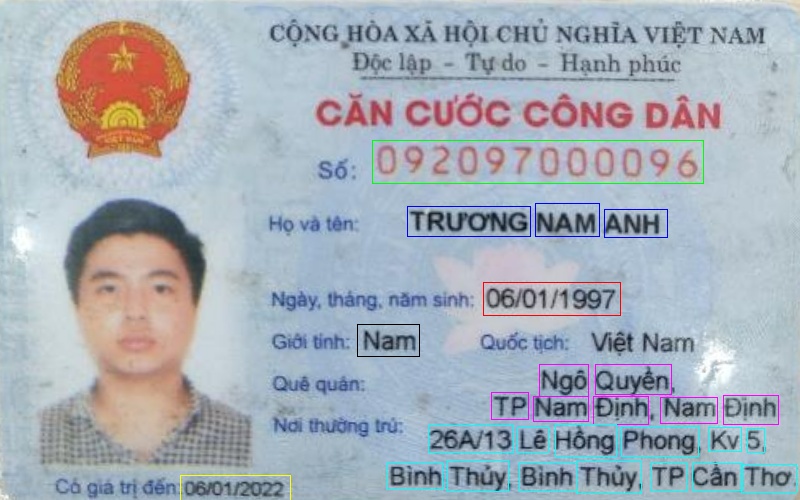 CỘNG HÒA XÃ HỘI CHỦ NGHĨA VIỆT NAM
Độc lập - Tự do - Hạnh phúc
CĂN CƯỚC CÔNG DÂN
Số: 092097000096
Họ và tên: TRƯƠNG NAM ANH
Ngày, tháng, năm sinh: 06/01/1997
Giới tính: Nam Quốc tịch: Việt Nam
Quê quán: Ngô Quyền,
TP Nam Định, Nam Định
Nơi thường trú:
26A/13 Lê Hồng Phong, Kv 5,
Bình Thủy, Bình Thủy, TP Cần Thơ.
Có giá trị đến: 06/01/2022